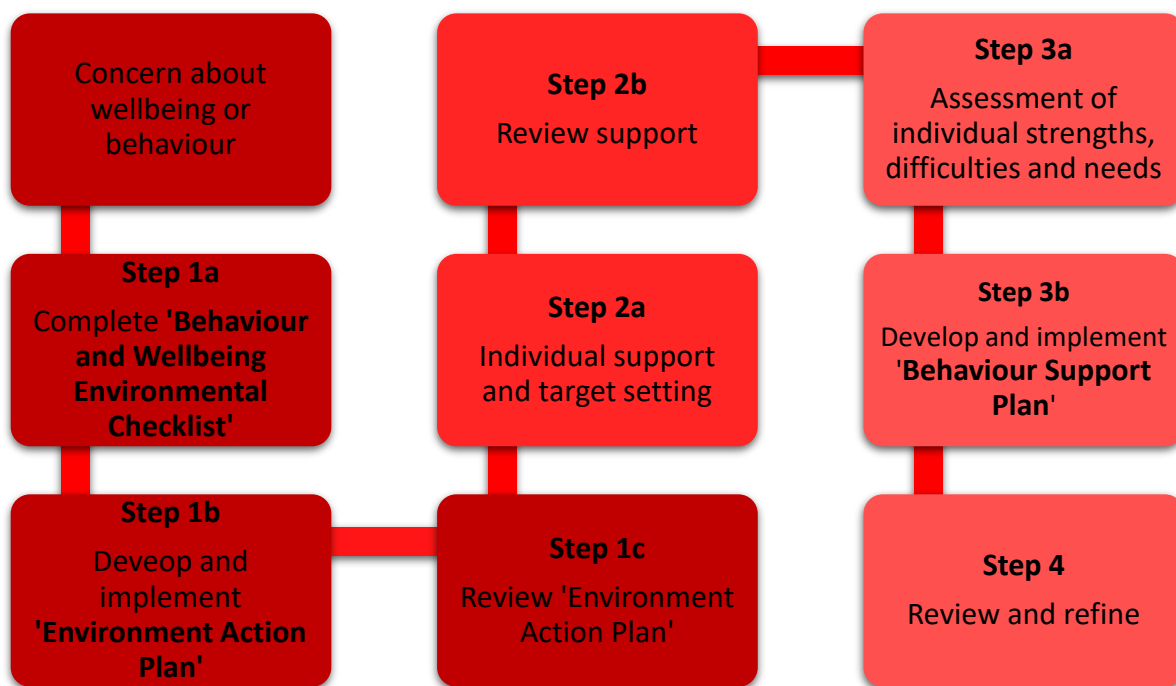 Concern about
wellbeing or
behaviour
Step 1a
Complete 'Behaviour
and Wellbeing
Environmental
Checklist'
Step 1b
Deveop and
implement
'Environment Action
Plan'
Step 1c
Review 'Environment
Action Plan'
Step 2a
Individual support
and target setting
Step 2b
Review support
Step 3a
Assessment of
individual strengths,
difficulties and needs
Step 3b
Develop and implement
'Behaviour Support
Plan'
Step 4
Review and refine